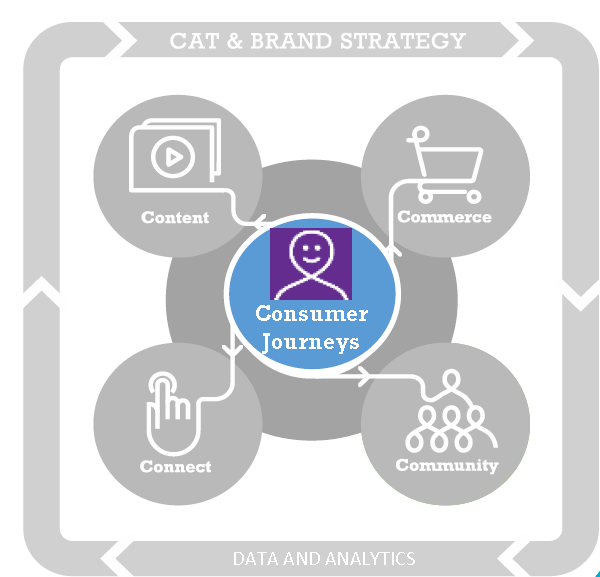 CAT & BRAND STRATEGY
Content
Commerce
Consumer
Journeys
Connect
Community
DATA AND ANALYTICS